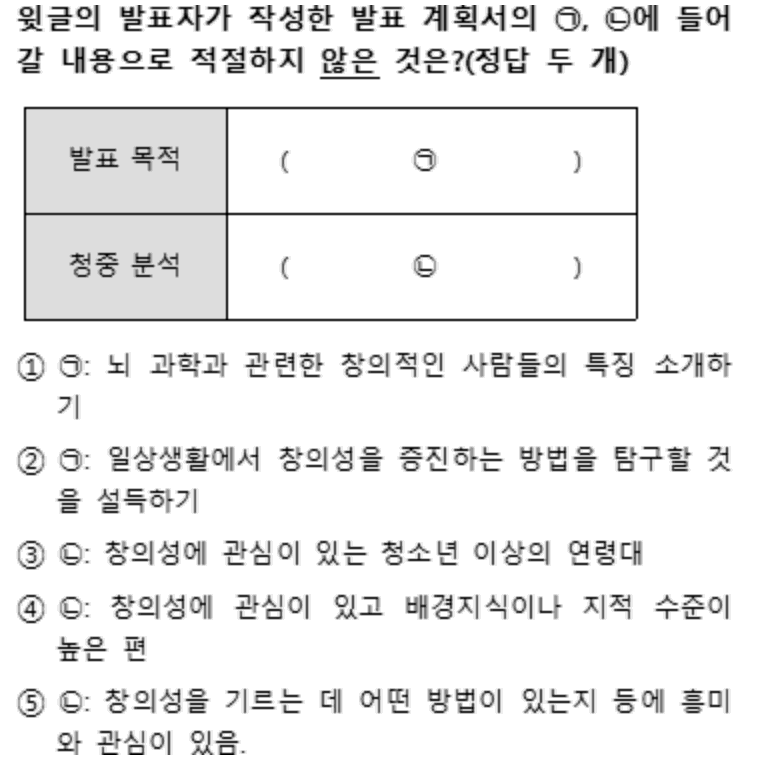 윗글의 발표자가 작성한 발표 계획서의 ㉠, ㉡에 들어
갈 내용으로 적절하지 않은 것은?(정답 두 개)
발표 목적 ( ㉠ )
청중 분석 ( ㉡ )
① ㉠: 뇌 과학과 관련한 창의적인 사람들의 특징 소개하
기
② ㉠: 일상생활에서 창의성을 증진하는 방법을 탐구할 것
을 설득하기
③ ㉡: 창의성에 관심이 있는 청소년 이상의 연령대
④ ㉡: 창의성에 관심이 있고 배경지식이나 지적 수준이
높은 편
⑤ ㉡: 창의성을 기르는 데 어떤 방법이 있는지 등에 흥미
와 관심이 있음.